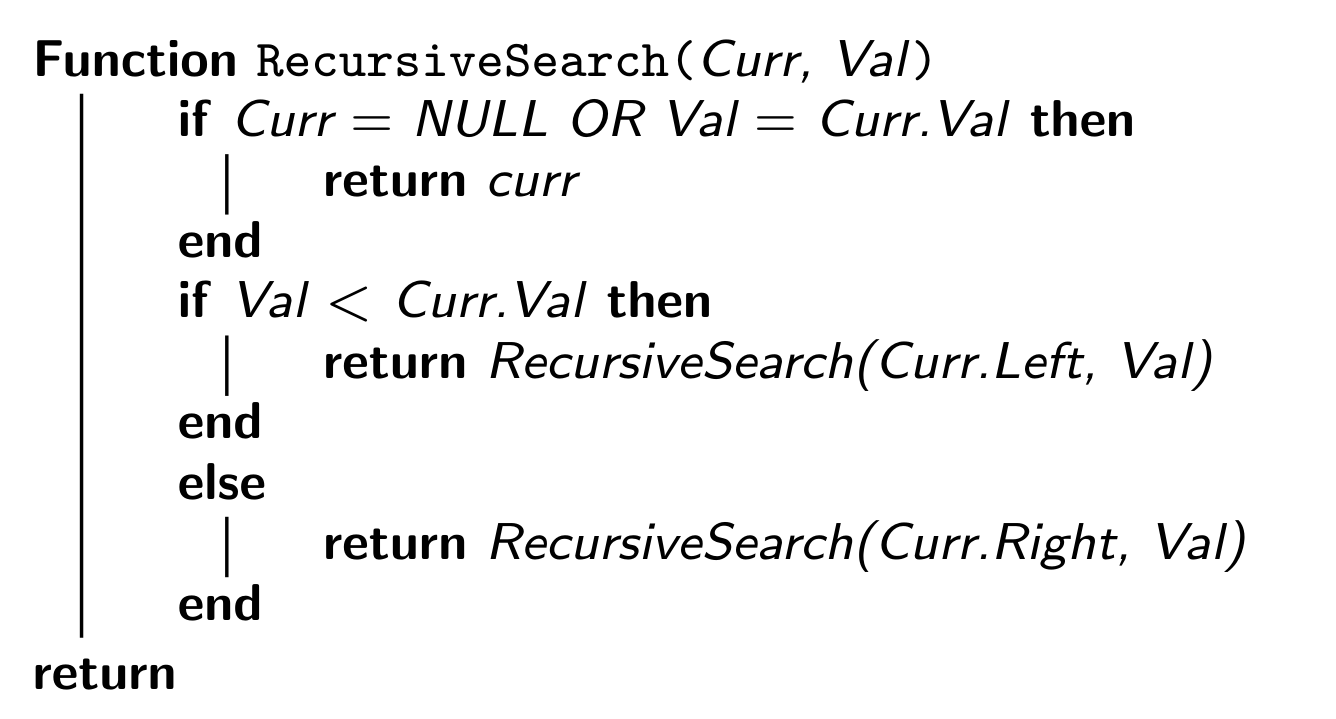 Function RecursiveSearch(Curr, Val)
if Curr = NULL OR Val = Curr.Val then
return curr
end
if Val < Curr.Val then
return RecursiveSearch(Curr.Left, Val)
end
else
return RecursiveSearch(Curr.Right, Val)
end
return